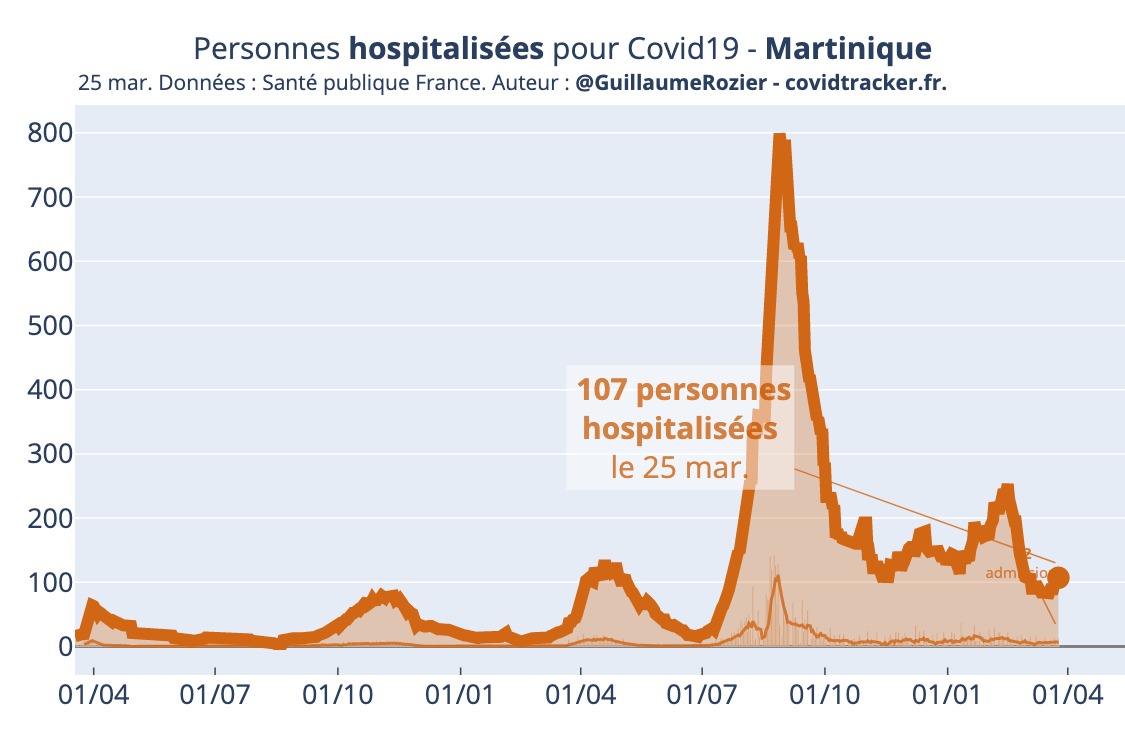 Personnes hospitalisées pour Covid19 - Martinique
25 mar. Données : Santé publique France. Auteur : @GuillaumeRozier - covidtracker.fr.
800
700
600
500
400
300
200
100
0
107 personnes
hospitalisées
le 25 mar.
01/04 01/07 01/10 01/01 01/04 01/07 01/10 01/01 01/04